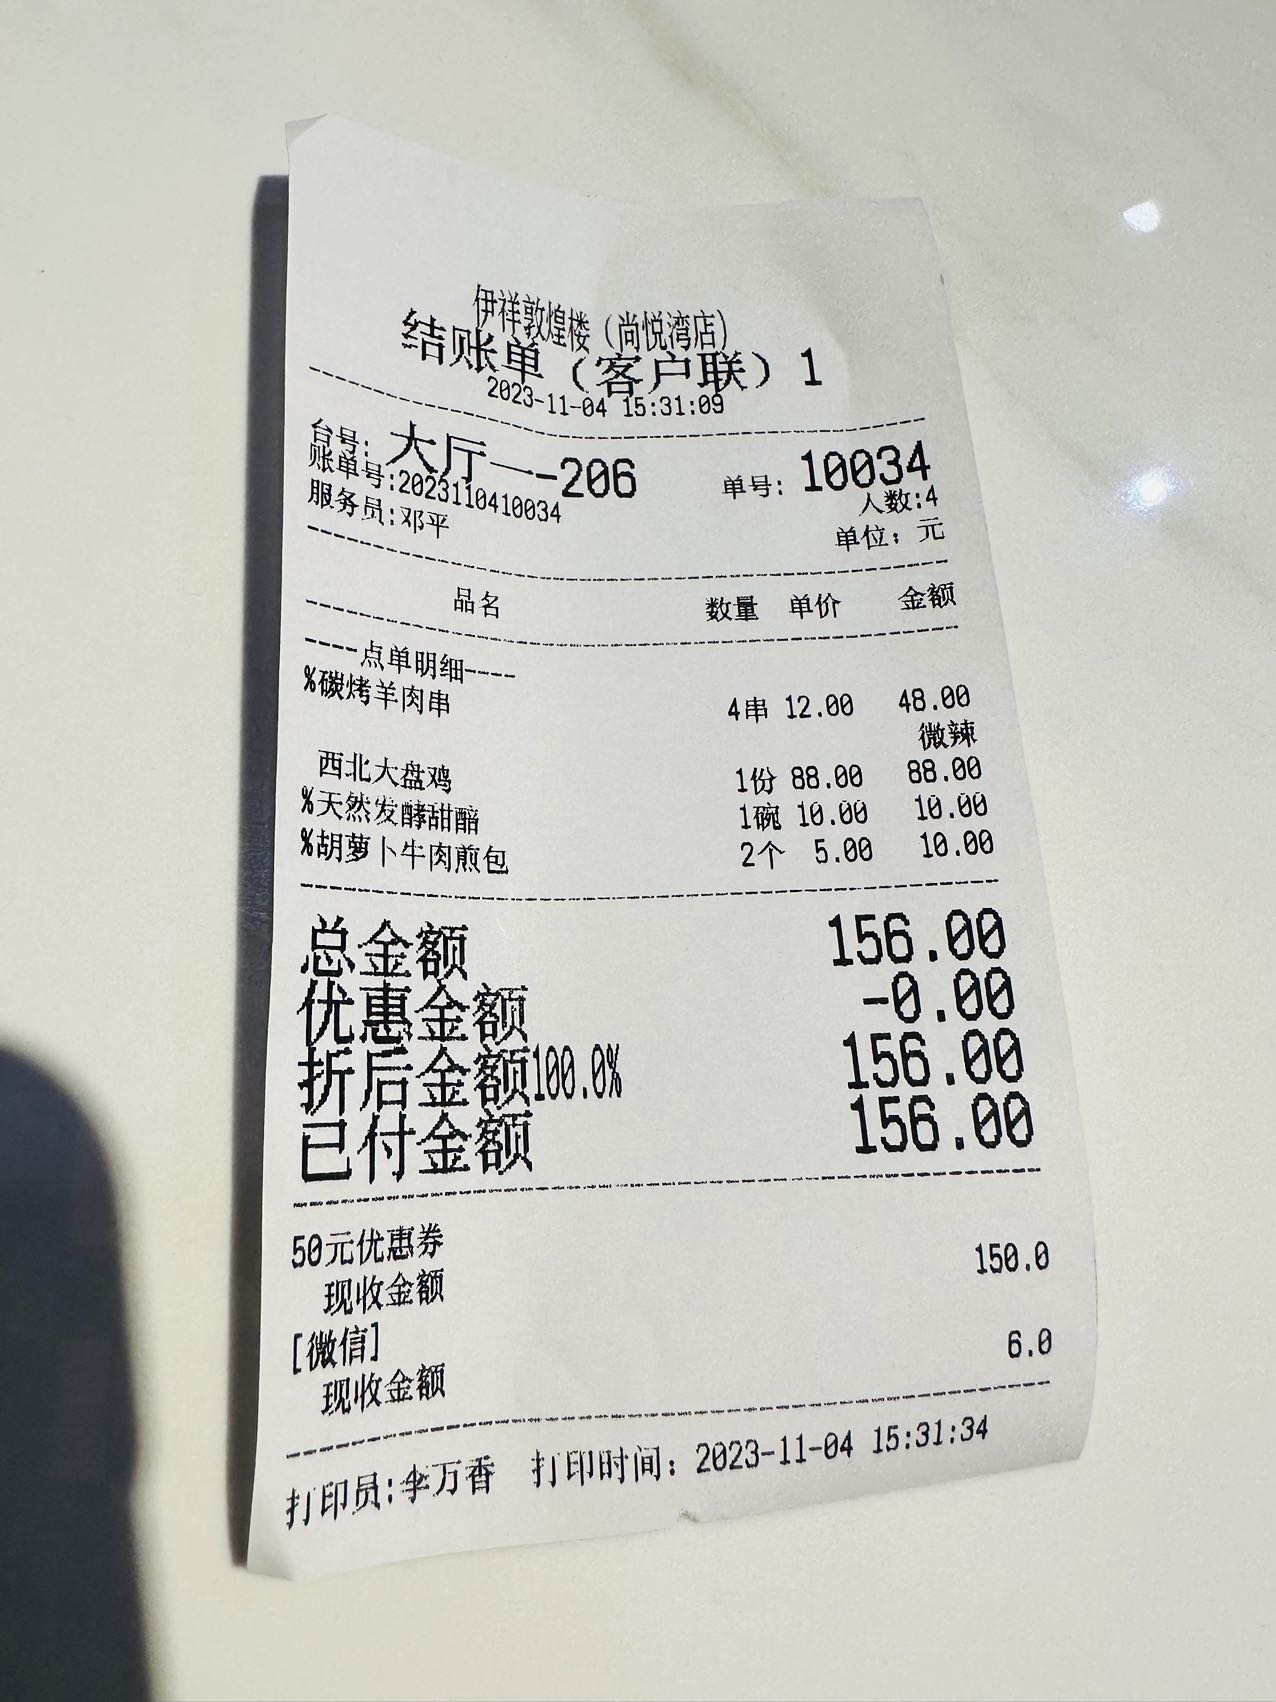 伊祥敦煌楼（尚悦湾店）
结账单（客户联）1
2023-11-04 15:31:09
台号: 大厅一-206 单号: 10034
账单号:2023110410034 人数:4
服务员:邓平 单位: 元
品名 数量 单价 金额
----点单明细----
%碳烤羊肉串 4串 12.00 48.00
微辣
西北大盘鸡 1份 88.00 88.00
%天然发酵甜醅 1碗 10.00 10.00
%胡萝卜牛肉煎包 2个 5.00 10.00
总金额 156.00
优惠金额 -0.00
折后金额100.0% 156.00
已付金额 156.00
50元优惠券
现收金额 150.0
[微信]
现收金额 6.0
打印员:李万香 打印时间: 2023-11-04 15:31:34